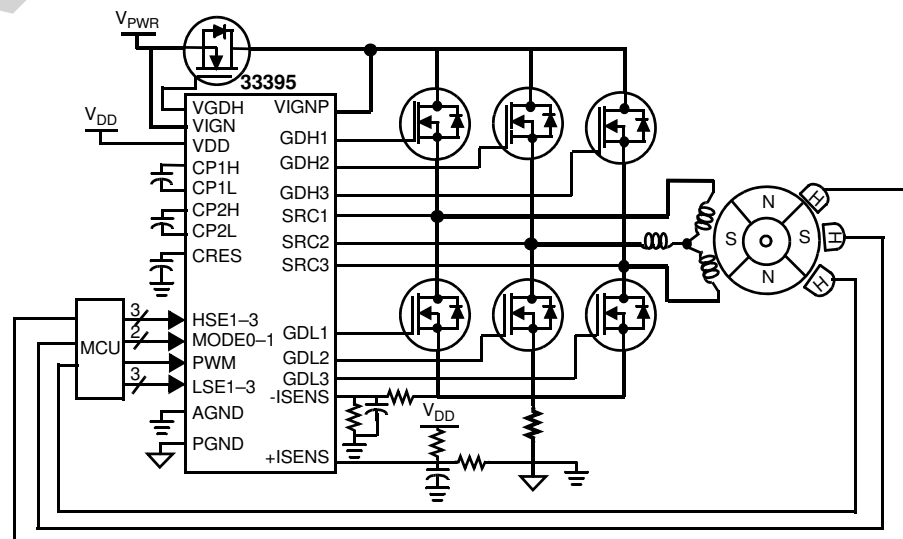 VPWR
33395
VDD
VGDH
VIGN
VDD
CP1H
CP1L
CP2H
CP2L
CRES
MCU
3
2
3
HSE1–3
MODE0–1
PWM
LSE1–3
AGND
PGND
VIGNP
GDH1
GDH2
GDH3
SRC1
SRC2
SRC3
GDL1
GDL2
GDL3
-ISENS
+ISENS
VDD
N
S
S
N
H
H
H